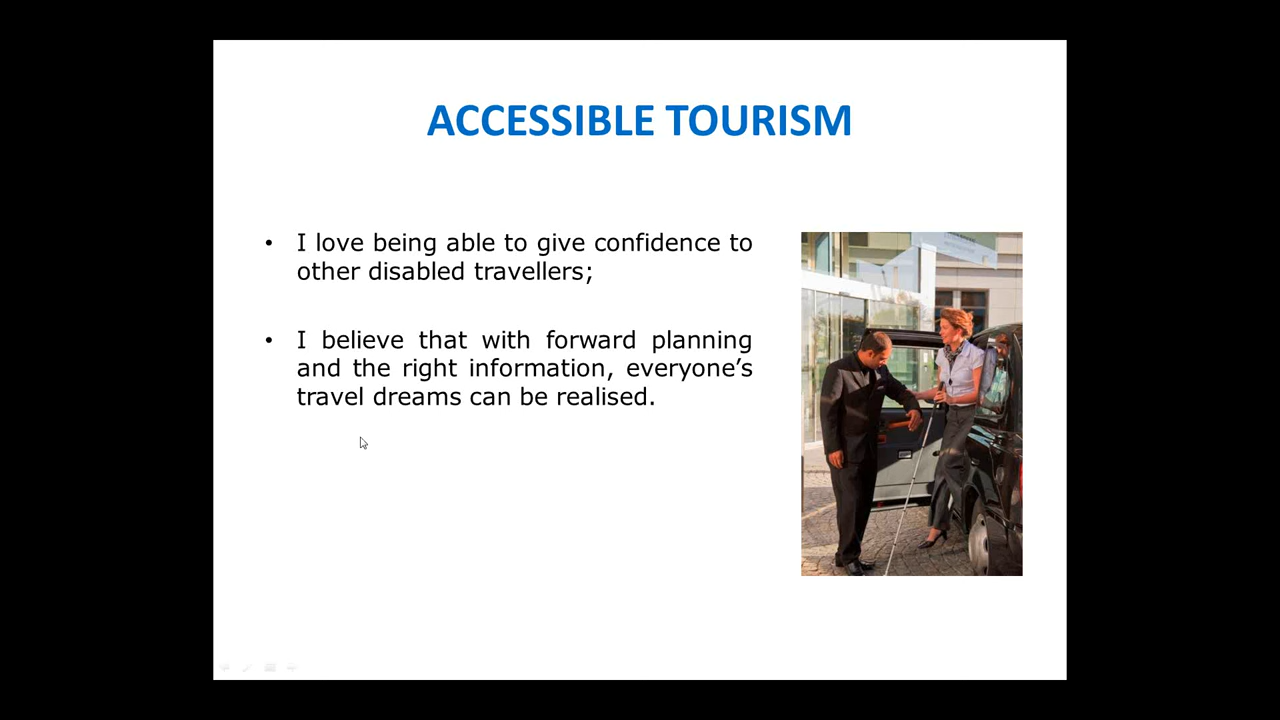 ACCESSIBLE TOURISM
• I love being able to give confidence to
other disabled travellers;
• I believe that with forward planning
and the right information, everyone’s
travel dreams can be realised.